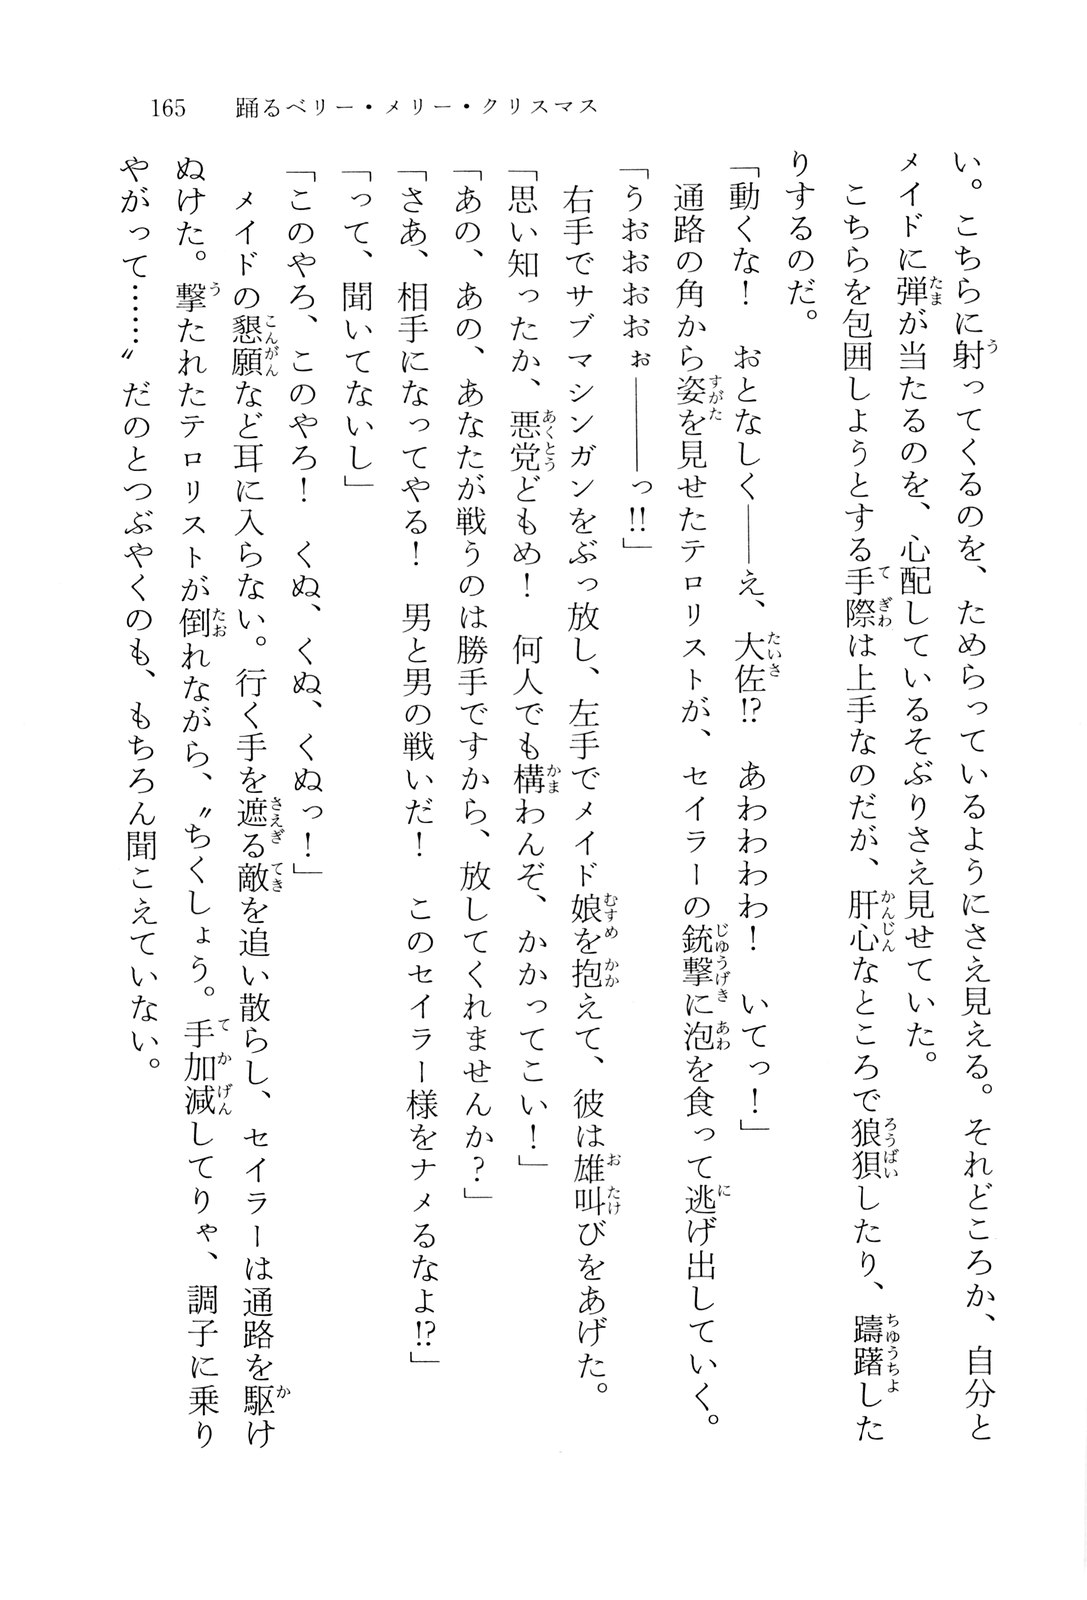 165　踊るベリー・メリー・クリスマス
い。こちらに射ってくるのを、ためらっているようにさえ見える。それどころか、自分と
メイドに弾が当たるのを、心配しているそぶりさえ見せていた。
　こちらを包囲しようとする手際は上手なのだが、肝心なところで狼狽したり、躊躇した
りするのだ。
「動くな！　おとなしく――え、大佐!?　あわわわわ！　いてっ！」
　通路の角から姿を見せたテロリストが、セイラーの銃撃に泡を食って逃げ出していく。
「うおおおおぉ――――っ!!」
　右手でサブマシンガンをぶっ放し、左手でメイド娘を抱えて、彼は雄叫びをあげた。
「思い知ったか、悪党どもめ！　何人でも構わんぞ、かかってこい！」
「あの、あの、あなたが戦うのは勝手ですから、放してくれませんか？」
「さあ、相手になってやる！　男と男の戦いだ！　このセイラー様をナメるなよ!?」
「って、聞いてないし」
「このやろ、このやろ！　くぬ、くぬ、くぬっ！」
　メイドの懇願など耳に入らない。行く手を遮る敵を追い散らし、セイラーは通路を駆け
ぬけた。撃たれたテロリストが倒れながら、〝ちくしょう。手加減してりゃ、調子に乗り
やがって……〟だのとつぶやくのも、もちろん聞こえていない。